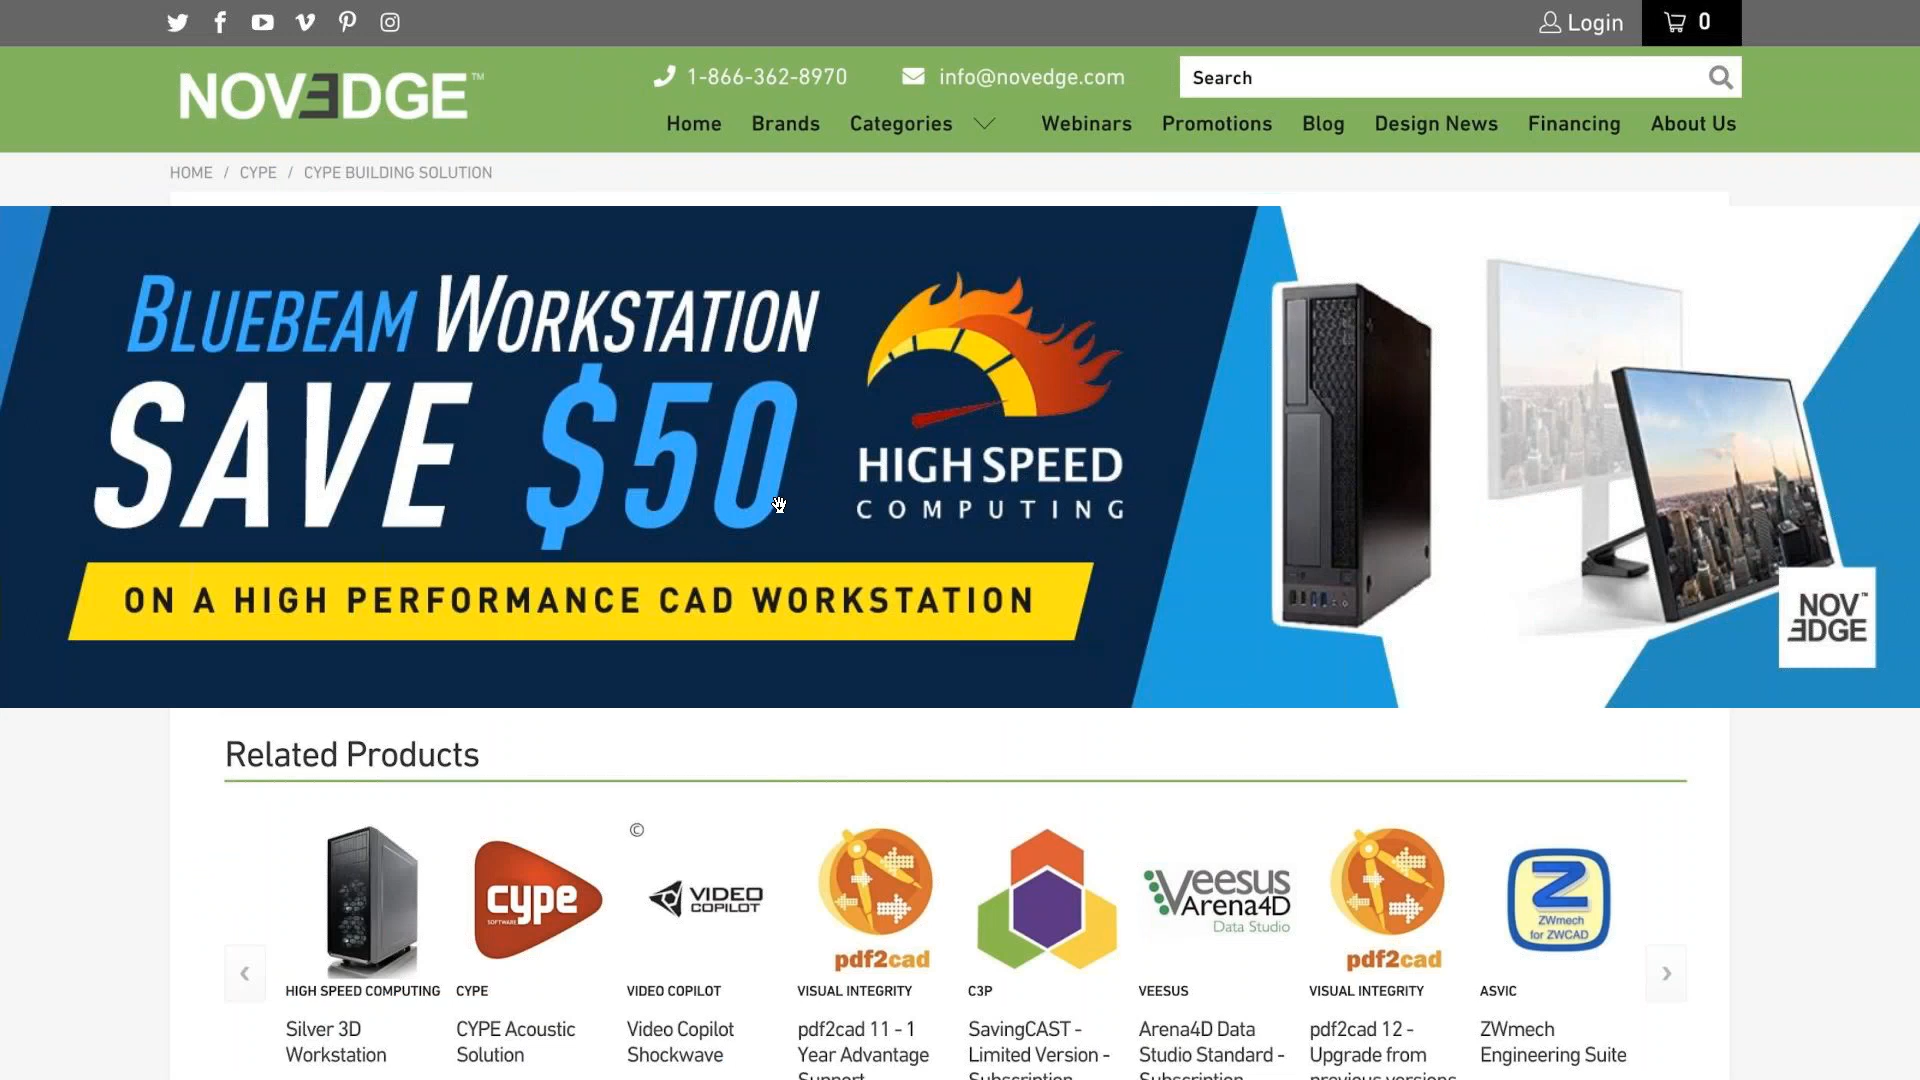 Login 0
NOVEDGE™
1-866-362-8970 info@novedge.com Search
Home Brands Categories Webinars Promotions Blog Design News Financing About Us
HOME / CYPE / CYPE BUILDING SOLUTION
BLUEBEAM WORKSTATION
SAVE $50
ON A HIGH PERFORMANCE CAD WORKSTATION
HIGH SPEED
COMPUTING
NOV™
EDGE
Related Products
©
cype
SOFTWARE
VIDEO
COPILOT
pdf2cad
Veesus
Arena4D
Data Studio
pdf2cad
Z
ZWmech
for ZWCAD
HIGH SPEED COMPUTING
Silver 3D
Workstation
CYPE
CYPE Acoustic
Solution
VIDEO COPILOT
Video Copilot
Shockwave
VISUAL INTEGRITY
pdf2cad 11 - 1
Year Advantage
Support
C3P
SavingCAST -
Limited Version -
Subscription
VEESUS
Arena4D Data
Studio Standard -
Subscription
VISUAL INTEGRITY
pdf2cad 12 -
Upgrade from
previous versions
ASVIC
ZWmech
Engineering Suite